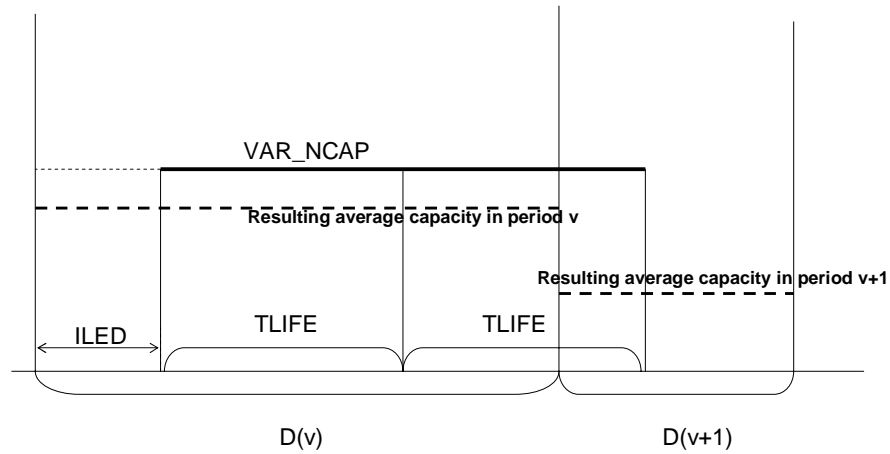 VAR_NCAP
Resulting average capacity in period v
Resulting average capacity in period v+1
ILED
TLIFE
TLIFE
D(v)
D(v+1)